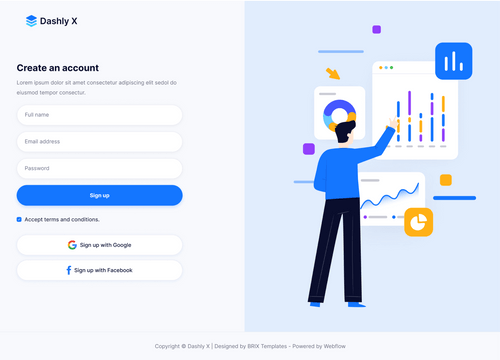 Dashly X
Create an account
Lorem ipsum dolor sit amet consectetur adipiscing elit sedol do
eiusmod tempor consectur.
Full name
Email address
Password
Sign up
Accept terms and conditions.
Sign up with Google
Sign up with Facebook
Copyright © Dashly X | Designed by BRIX Templates - Powered by Webflow